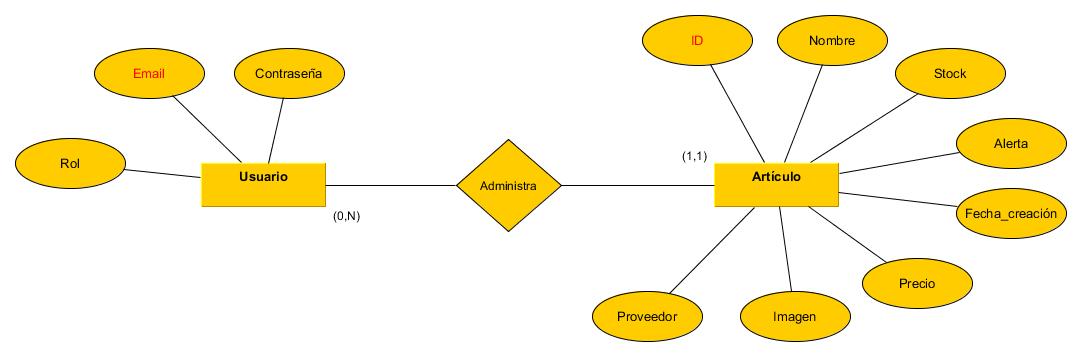 ID
Nombre
Email
Contraseña
Stock
Alerta
Rol
(1,1)
Usuario
Administra
Artículo
(0,N)
Fecha_creación
Precio
Proveedor
Imagen